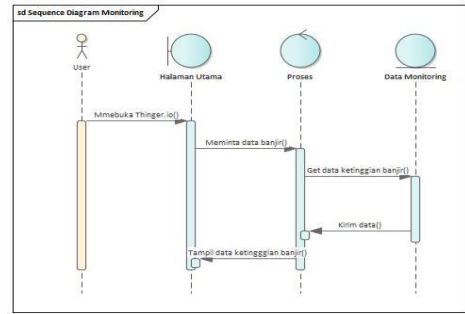 sd Sequence Diagram Monitoring
User
Halaman Utama
Proses
Data Monitoring
Mmebuka Thinger.io()
Meminta data banjir()
Get data ketinggian banjir()
Kirim data()
Tampil data ketingggian banjir()